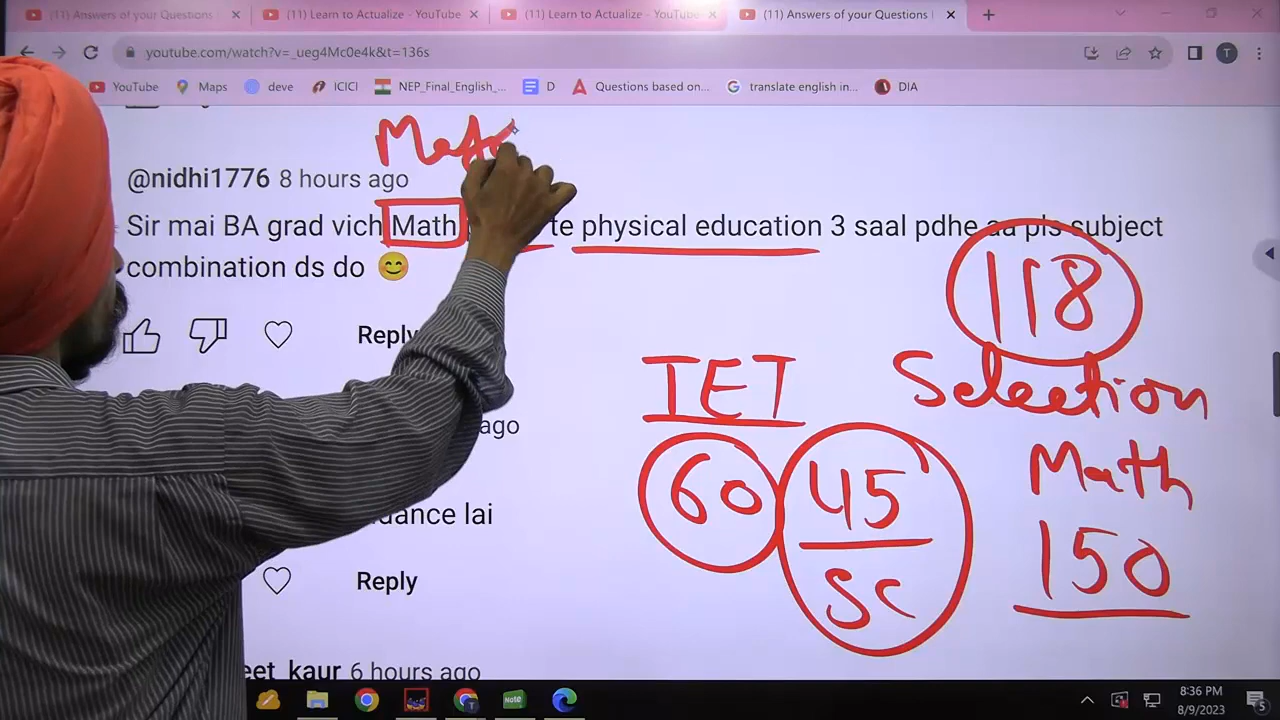 (11) Answers of your Questions
(11) Learn to Actualize - YouTube
(11) Learn to Actualize - YouTube
(11) Answers of your Questions
youtube.com/watch?v=_ueg4Mc0e4k&t=136s
T
YouTube
Maps
deve
ICICI
NEP_Final_English_...
D
Questions based on...
translate english in...
DIA
@nidhi1776 8 hours ago
Sir mai BA grad vich Math te physical education 3 saal pdhe aa pls subject
combination ds do 😊
Reply
118
Selection
TET
60
45
SC
Math
150
ago
dance lai
Reply
eet_kaur 6 hours ago
Note
8:36 PM
8/9/2023
5